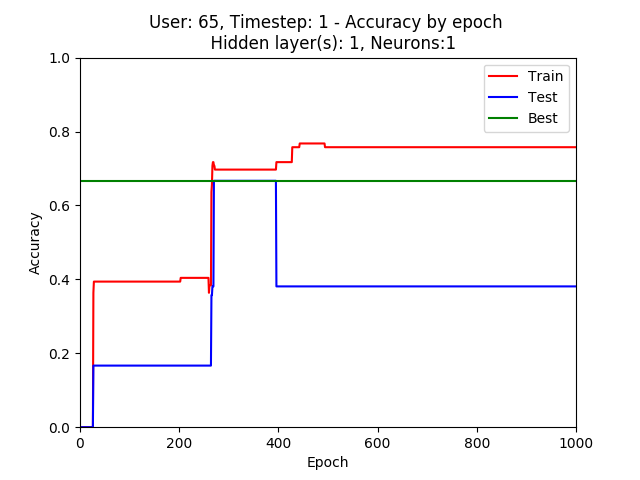 User: 65, Timestep: 1 - Accuracy by epoch
Hidden layer(s): 1, Neurons:1
1.0
0.8
0.6
0.4
0.2
0.0
Accuracy
Train
Test
Best
0 200 400 600 800 1000
Epoch